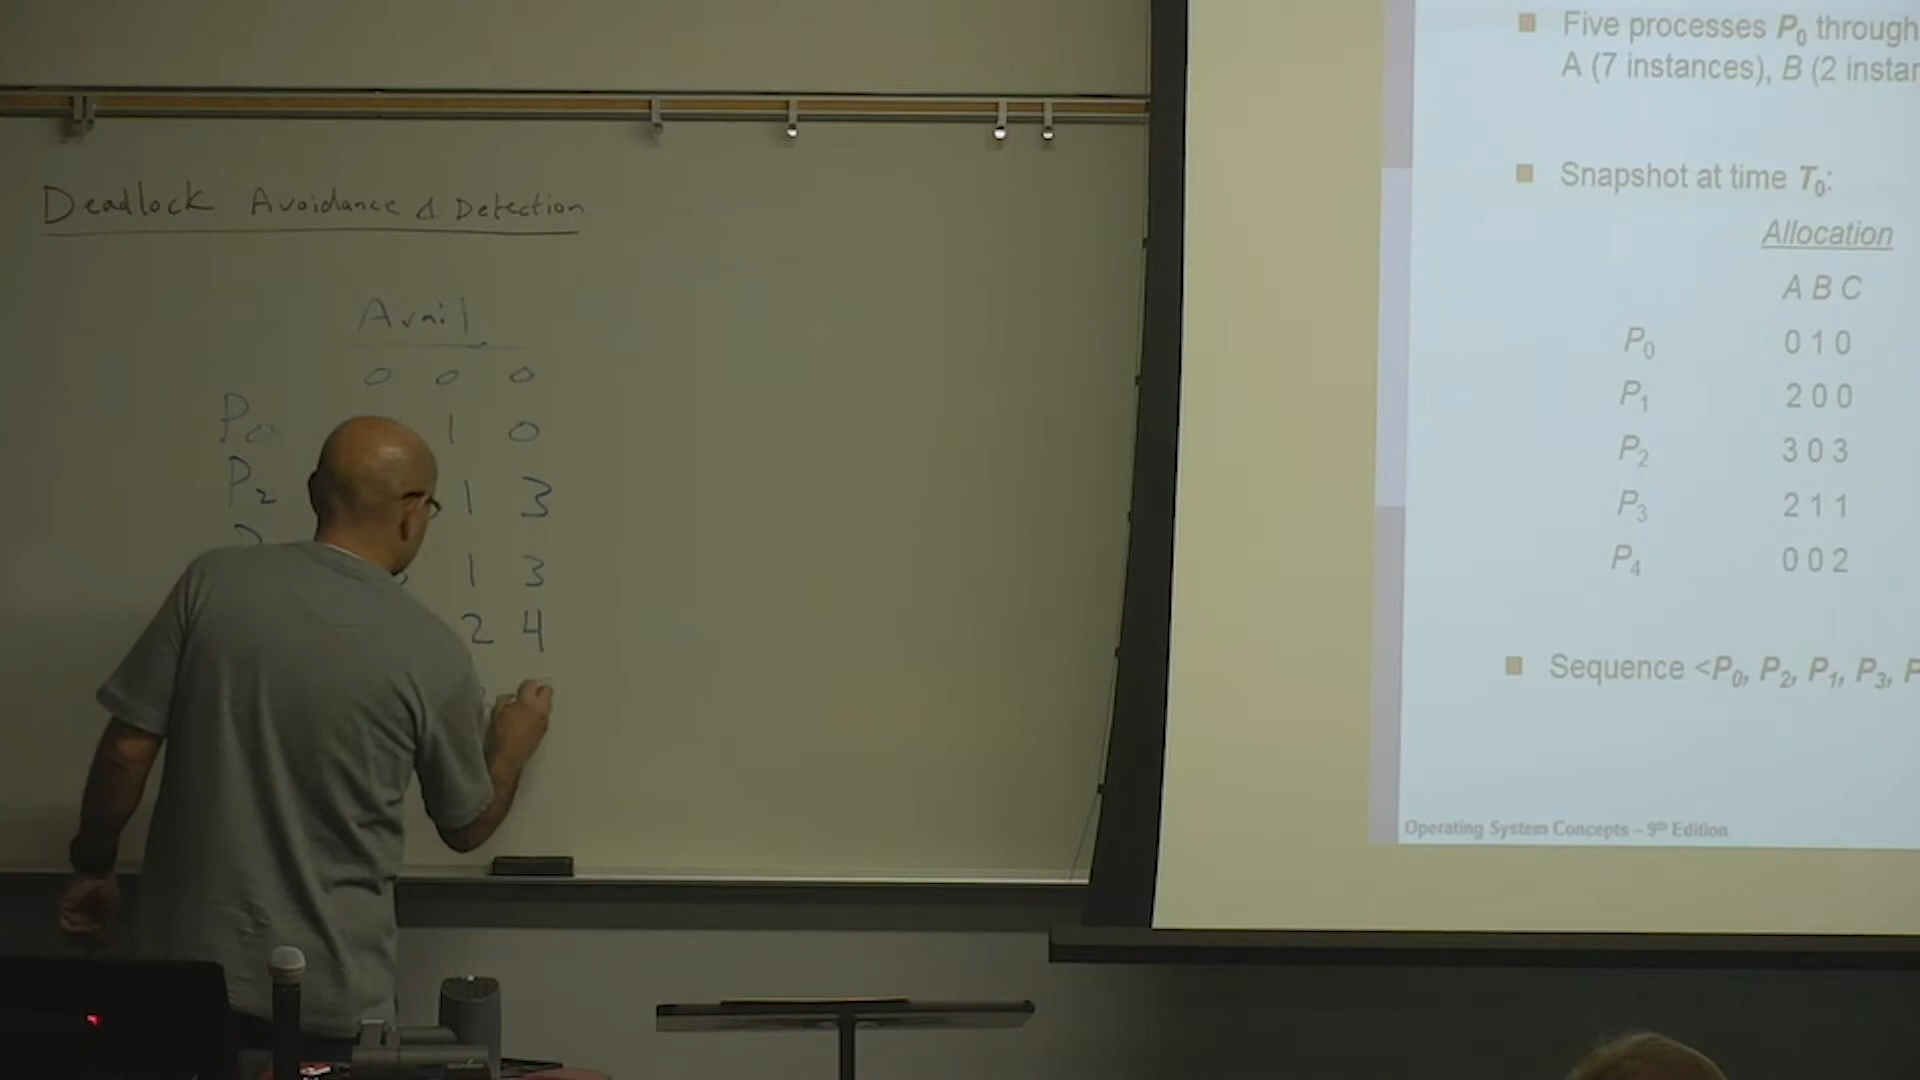 Deadlock Avoidance & Detection
Avail
0 0 0
P0 1 0
P2 1 3
1 3
2 4
Five processes P0 through
A (7 instances), B (2
Snapshot at time T0:
Allocation
A B C
P0 0 1 0
P1 2 0 0
P2 3 0 3
P3 2 1 1
P4 0 0 2
Sequence <P0, P2, P1, P3,
Operating System Concepts – 9th Edition